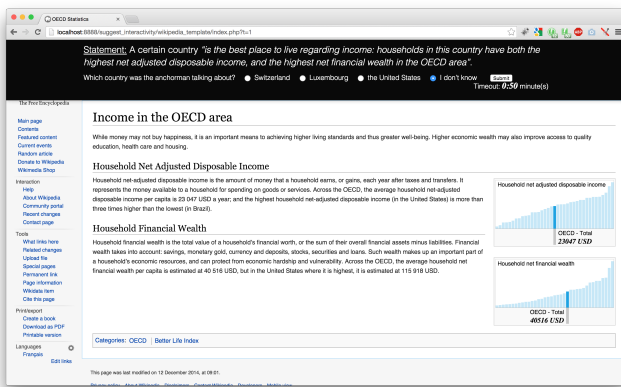 OECD Statistics
localhost:8888/suggest_interactivity/wikipedia_template/index.php?t=1
Statement: A certain country "is the best place to live regarding income: households in this country have both the
highest net adjusted disposable income, and the highest net financial wealth in the OECD area".
Which country was the anchorman talking about? Switzerland Luxembourg the United States I don't know Submit
Timeout: 0:50 minute(s)
The Free Encyclopedia
Main page
Contents
Featured content
Current events
Random article
Donate to Wikipedia
Wikimedia Shop
Interaction
Help
About Wikipedia
Community portal
Recent changes
Contact page
Tools
What links here
Related changes
Upload file
Special pages
Permanent link
Page information
Wikidata item
Cite this page
Print/export
Create a book
Download as PDF
Printable version
Languages
Français
Edit links
Income in the OECD area
While money may not buy happiness, it is an important means to achieving higher living standards and thus greater well-being. Higher economic wealth may also improve access to quality
education, health care and housing.
Household Net Adjusted Disposable Income
Household net-adjusted disposable income is the amount of money that a household earns, or gains, each year after taxes and transfers. It
represents the money available to a household for spending on goods or services. Across the OECD, the average household net-adjusted
disposable income per capita is 23 047 USD a year; and the highest household net-adjusted disposable income (in the United States) is more than
three times higher than the lowest (in Brazil).
Household net adjusted disposable income
OECD - Total
23047 USD
Household Financial Wealth
Household financial wealth is the total value of a household's financial worth, or the sum of their overall financial assets minus liabilities. Financial
wealth takes into account: savings, monetary gold, currency and deposits, stocks, securities and loans. Such wealth makes up an important part of
a household's economic resources, and can protect from economic hardship and vulnerability. Across the OECD, the average household net
financial wealth per capita is estimated at 40 516 USD, but in the United States where it is highest, it is estimated at 115 918 USD.
Household net financial wealth
OECD - Total
40516 USD
Categories: OECD | Better Life Index
This page was last modified on 12 December 2014, at 09:01.